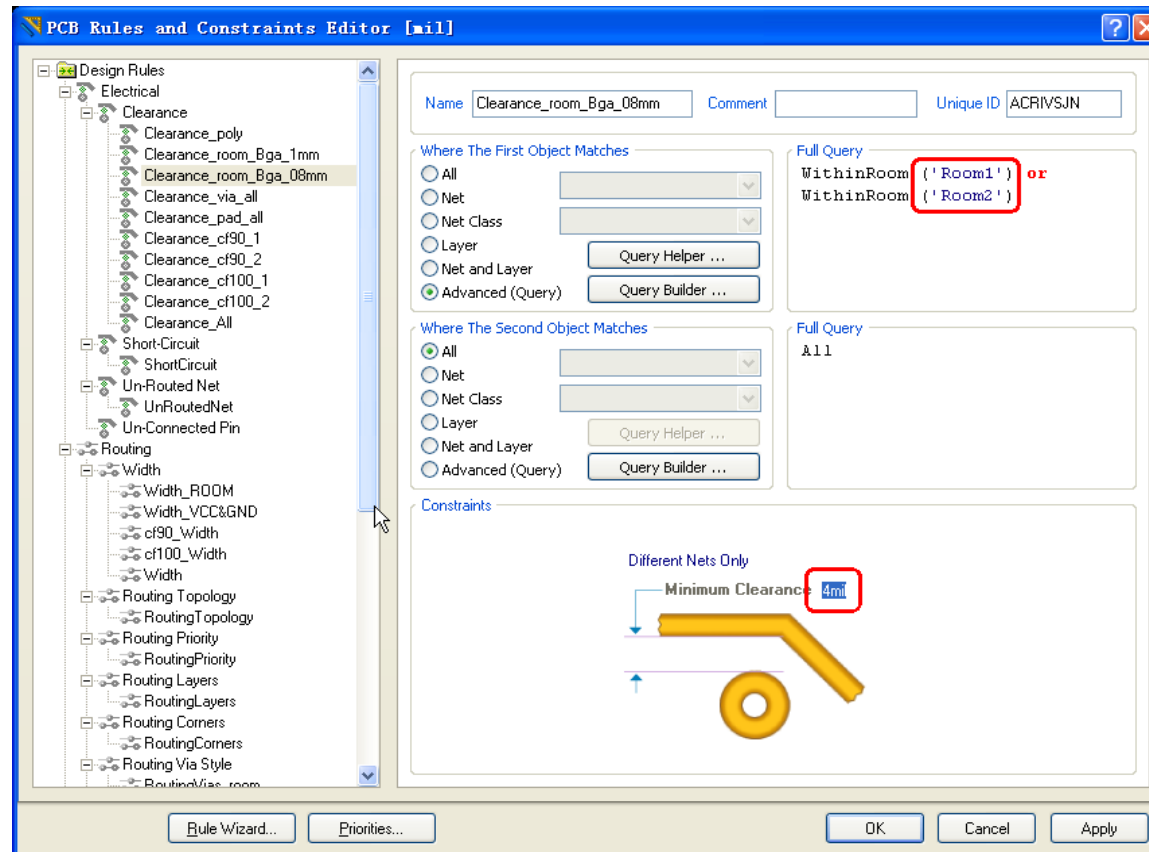 PCB Rules and Constraints Editor [mil]
Design Rules
Electrical
Clearance
Clearance_poly
Clearance_room_Bga_1mm
Clearance_room_Bga_08mm
Clearance_via_all
Clearance_pad_all
Clearance_cf90_1
Clearance_cf90_2
Clearance_cf100_1
Clearance_cf100_2
Clearance_All
Short-Circuit
ShortCircuit
Un-Routed Net
UnRoutedNet
Un-Connected Pin
Routing
Width
Width_ROOM
Width_VCC&GND
cf90_Width
cf100_Width
Width
Routing Topology
RoutingTopology
Routing Priority
RoutingPriority
Routing Layers
RoutingLayers
Routing Corners
RoutingCorners
Routing Via Style
RoutingVias_room
Name Clearance_room_Bga_08mm Comment Unique ID ACRIVSJN
Where The First Object Matches
All
Net
Net Class
Layer
Net and Layer
Advanced (Query)
Query Helper ...
Query Builder ...
Full Query
WithinRoom ('Room1') or
WithinRoom ('Room2')
Where The Second Object Matches
All
Net
Net Class
Layer
Net and Layer
Advanced (Query)
Query Helper ...
Query Builder ...
Full Query
All
Constraints
Different Nets Only
Minimum Clearance 4mi
Rule Wizard... Priorities... OK Cancel Apply